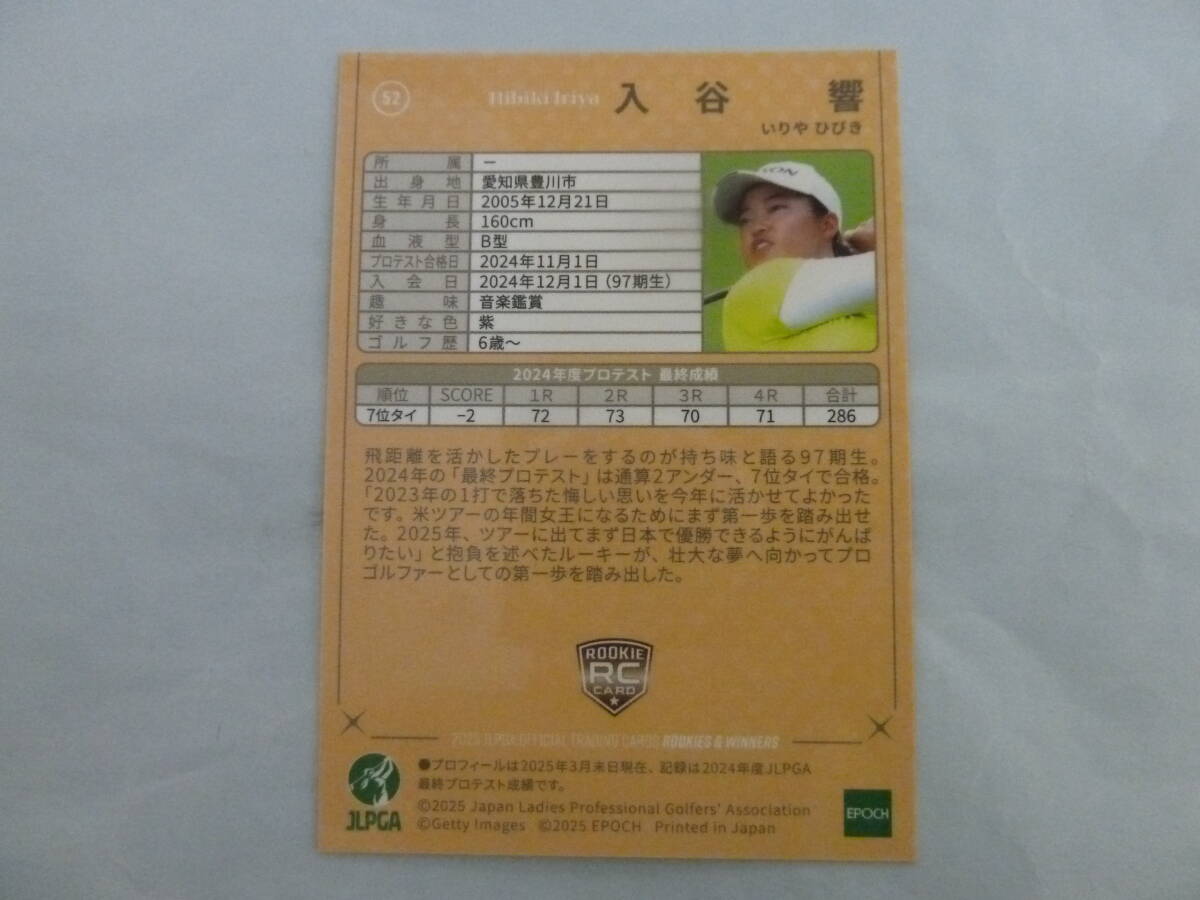 52 Hibiki Iriya 入谷 響
いりや ひびき
所属 ー
出身地 愛知県豊川市
生年月日 2005年12月21日
身長 160cm
血液型 B型
プロテスト合格日 2024年11月1日
入会日 2024年12月1日（97期生）
趣味 音楽鑑賞
好きな色 紫
ゴルフ歴 6歳〜
2024年度プロテスト 最終成績
順位 SCORE 1R 2R 3R 4R 合計
7位タイ −2 72 73 70 71 286
飛距離を活かしたプレーをするのが持ち味と語る97期生。
2024年の「最終プロテスト」は通算2アンダー、7位タイで合格。
「2023年の1打で落ちた悔しい思いを今年に活かせてよかった
です。米ツアーの年間女王になるためにまず第一歩を踏み出せ
た。2025年、ツアーに出てまず日本で優勝できるようにがんば
りたい」と抱負を述べたルーキーが、壮大な夢へ向かってプロ
ゴルファーとしての第一歩を踏み出した。
ROOKIE
RC
CARD
2025 JLPGA OFFICIAL TRADING CARDS ROOKIES & WINNERS
●プロフィールは2025年3月末日現在、記録は2024年度JLPGA
最終プロテスト成績です。
©2025 Japan Ladies Professional Golfers' Association
©Getty Images ©2025 EPOCH Printed in Japan
JLPGA
EPOCH